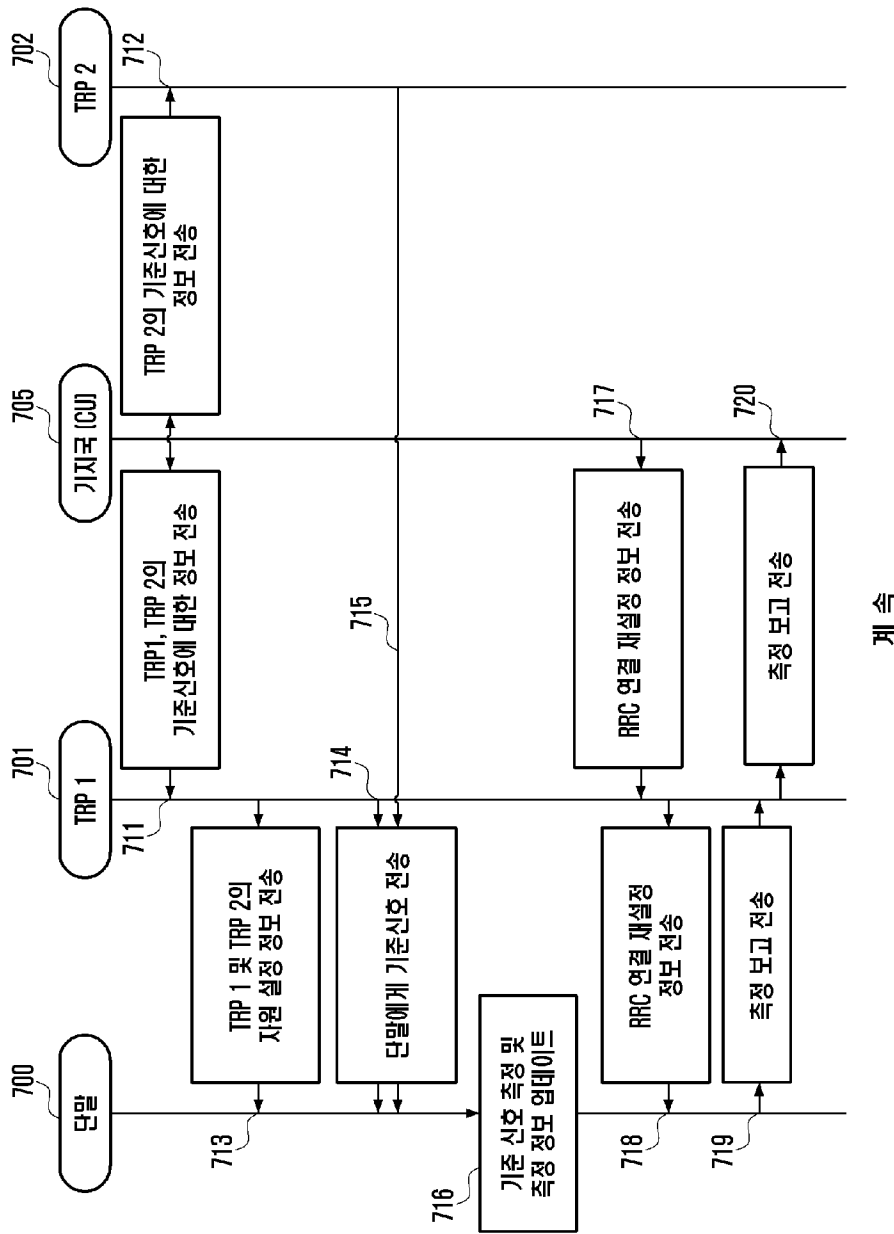 700
단말
701
TRP 1
705
기지국 (CU)
702
TRP 2
711
TRP1, TRP 2의
기준신호에 대한 정보 전송
TRP 2의 기준신호에 대한
정보 전송
712
713
TRP 1 및 TRP 2의
자원 설정 정보 전송
714
단말에게 기준신호 전송
715
716
기준 신호 측정 및
측정 정보 업데이트
717
RRC 연결 재설정 정보 전송
718
RRC 연결 재설정
정보 전송
719
측정 보고 전송
720
측정 보고 전송
계 속